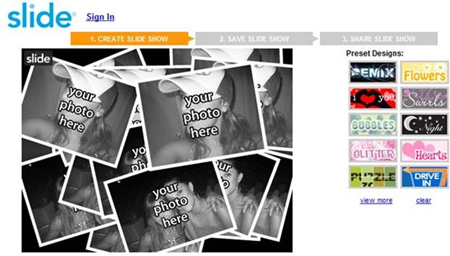 slide
Sign In
1. CREATE SLIDE SHOW
2. SAVE SLIDE SHOW
3. SHARE SLIDE SHOW
slide
your
photo
here
your
photo
here
your
photo
here
Preset Designs:
REMIX
Flowers
i you
Swirls
BUBBLES
Night
GLITTER
Hearts
PUZZLE
DRIVE
IN
view more
clear